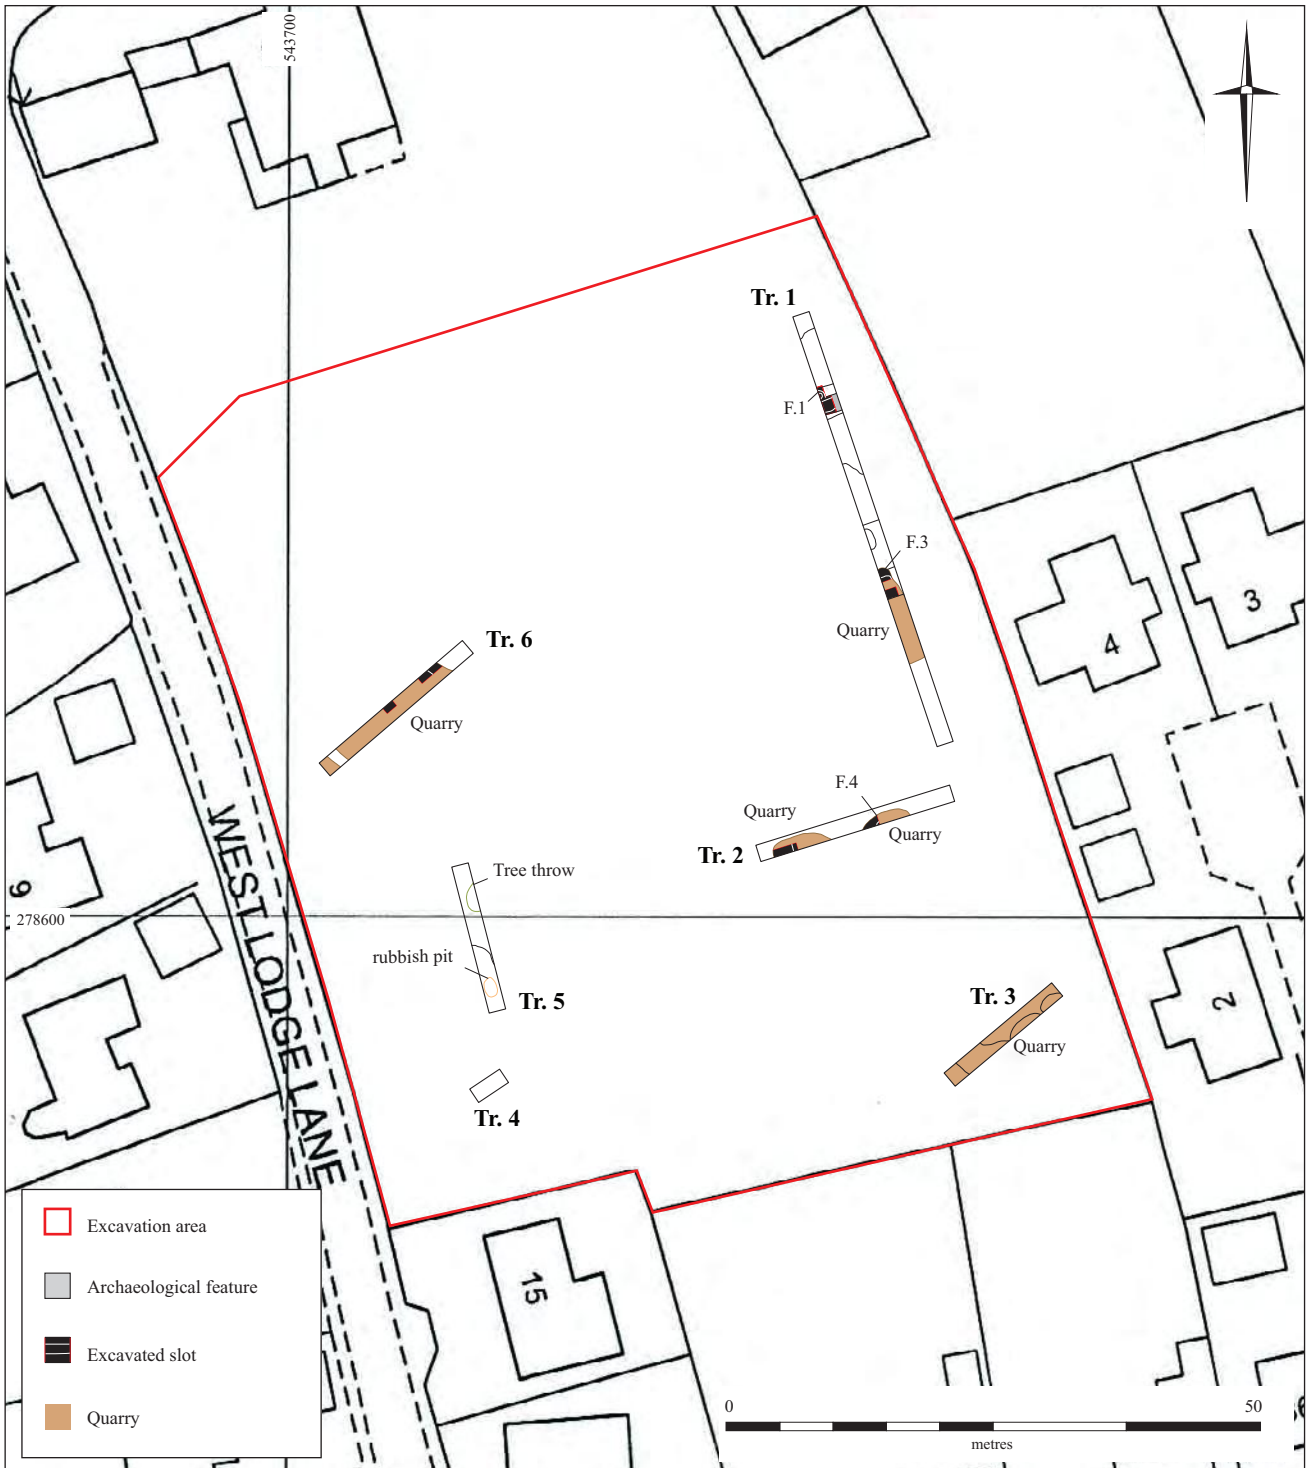 543700
Tr. 1
F.1
F.3
Quarry
3
4
Tr. 6
Quarry
F.4
Quarry
Quarry
Tr. 2
9
WEST LODGE LANE
Tree throw
278600
rubbish pit
Tr. 5
Tr. 3
2
Quarry
Tr. 4
15
Excavation area
Archaeological feature
Excavated slot
Quarry
0 50
metres